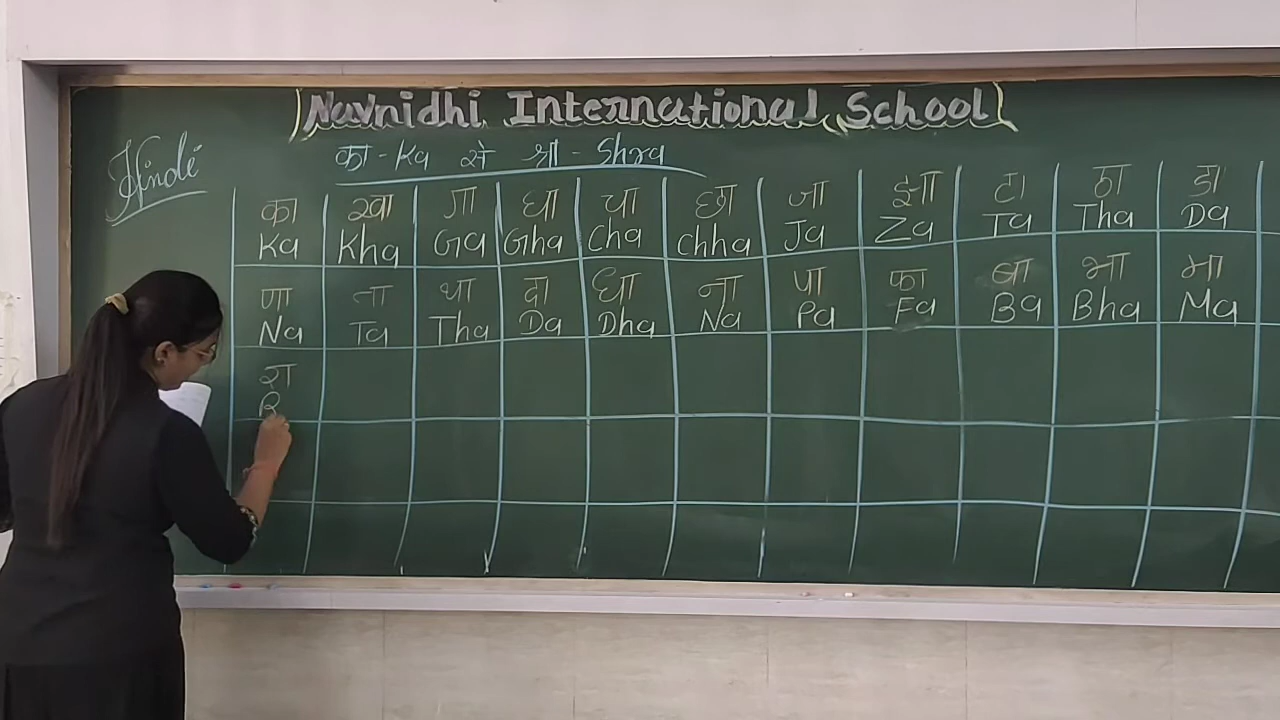 Navnidhi International School
Hindi
का - Ka से श्रा - Shra
का खा गा घा चा छा जा झा टा ठा डा
Ka Kha Ga Gha Cha Chha Ja Za Ta Tha Da
णा ता था दा धा ना पा फा बा भा मा
Na Ta Tha Da Dha Na Pa Fa Ba Bha Ma
रा
R